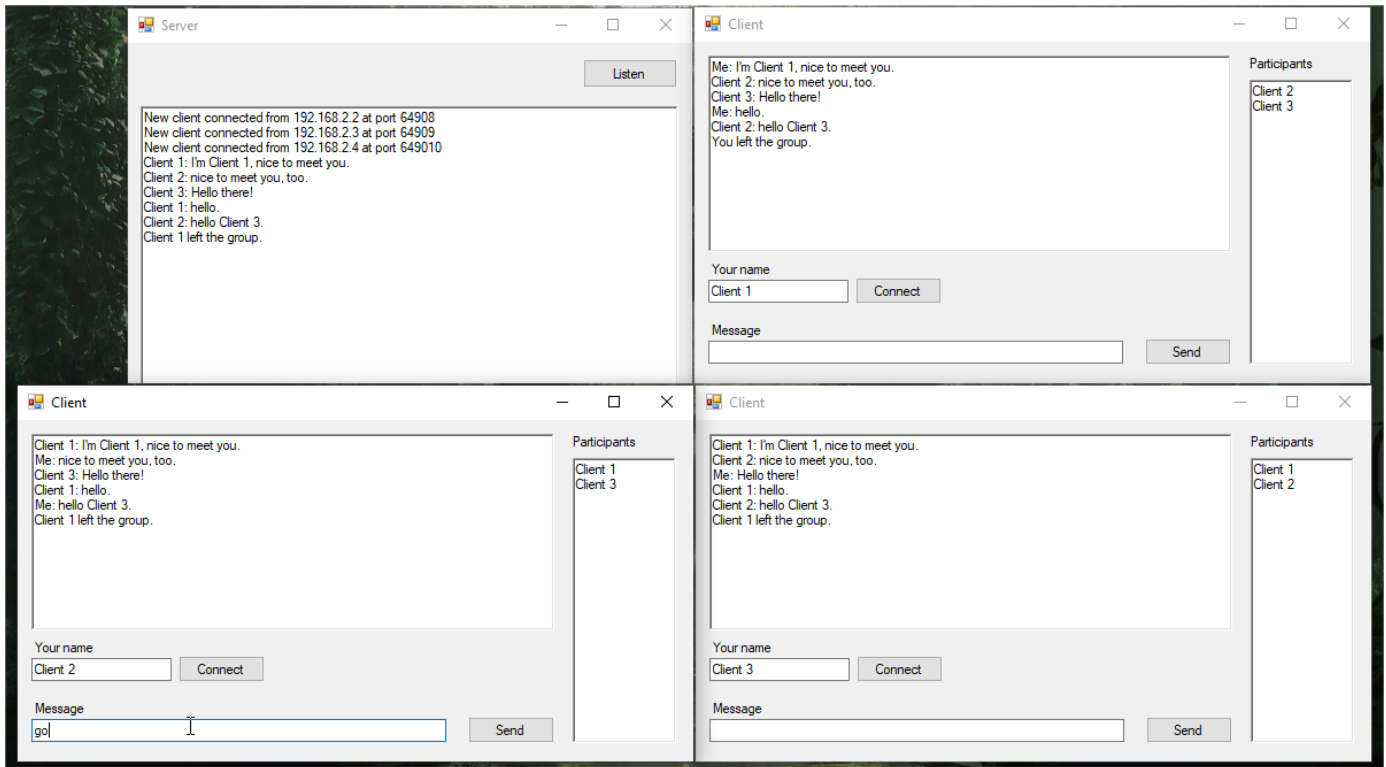 Server
Listen
New client connected from 192.168.2.2 at port 64908
New client connected from 192.168.2.3 at port 64909
New client connected from 192.168.2.4 at port 649010
Client 1: I'm Client 1, nice to meet you.
Client 2: nice to meet you, too.
Client 3: Hello there!
Client 1: hello.
Client 2: hello Client 3.
Client 1 left the group.
Client
Me: I'm Client 1, nice to meet you.
Client 2: nice to meet you, too.
Client 3: Hello there!
Me: hello.
Client 2: hello Client 3.
You left the group.
Participants
Client 2
Client 3
Your name
Client 1
Connect
Message
Send
Client
Client 1: I'm Client 1, nice to meet you.
Me: nice to meet you, too.
Client 3: Hello there!
Client 1: hello.
Me: hello Client 3.
Client 1 left the group.
Participants
Client 1
Client 3
Your name
Client 2
Connect
Message
go
Send
Client
Client 1: I'm Client 1, nice to meet you.
Client 2: nice to meet you, too.
Me: Hello there!
Client 1: hello.
Client 2: hello Client 3.
Client 1 left the group.
Participants
Client 1
Client 2
Your name
Client 3
Connect
Message
Send